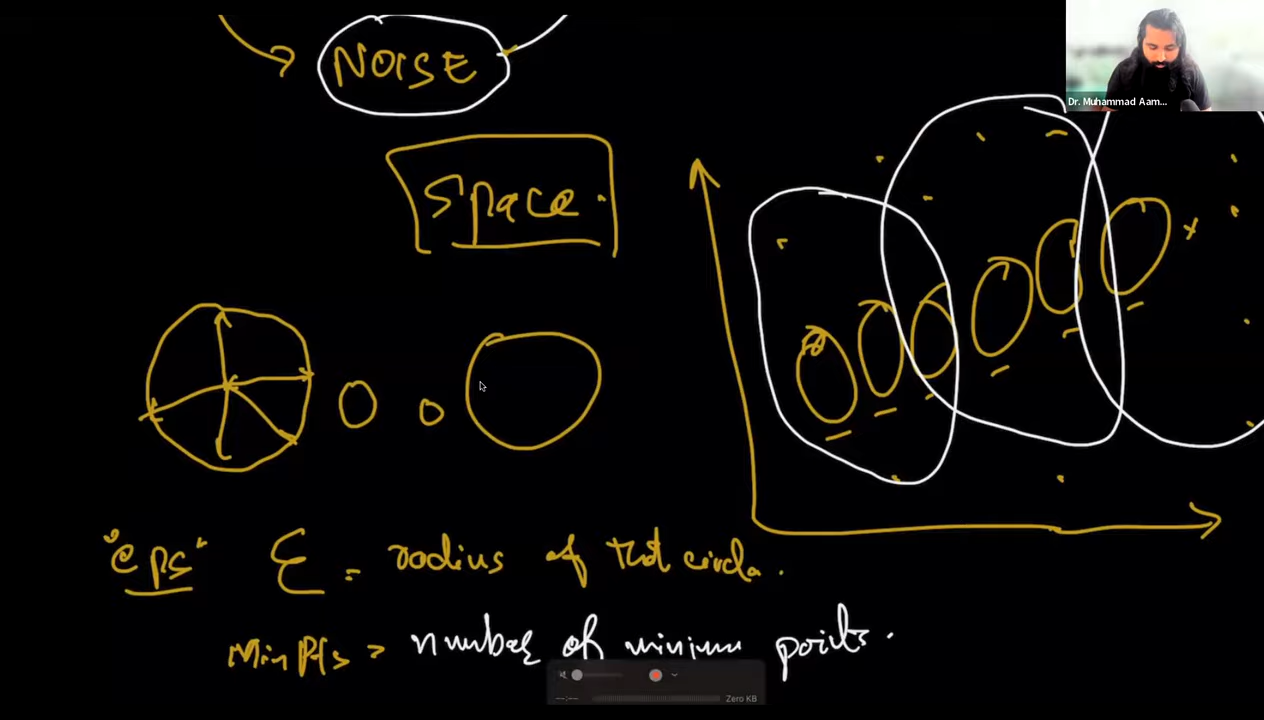 NOISE
Dr. Muhammad Aam...
Space.
"eps" Ɛ = radius of that circle.
MinPts = number of minimum points.
--:--
Zero KB